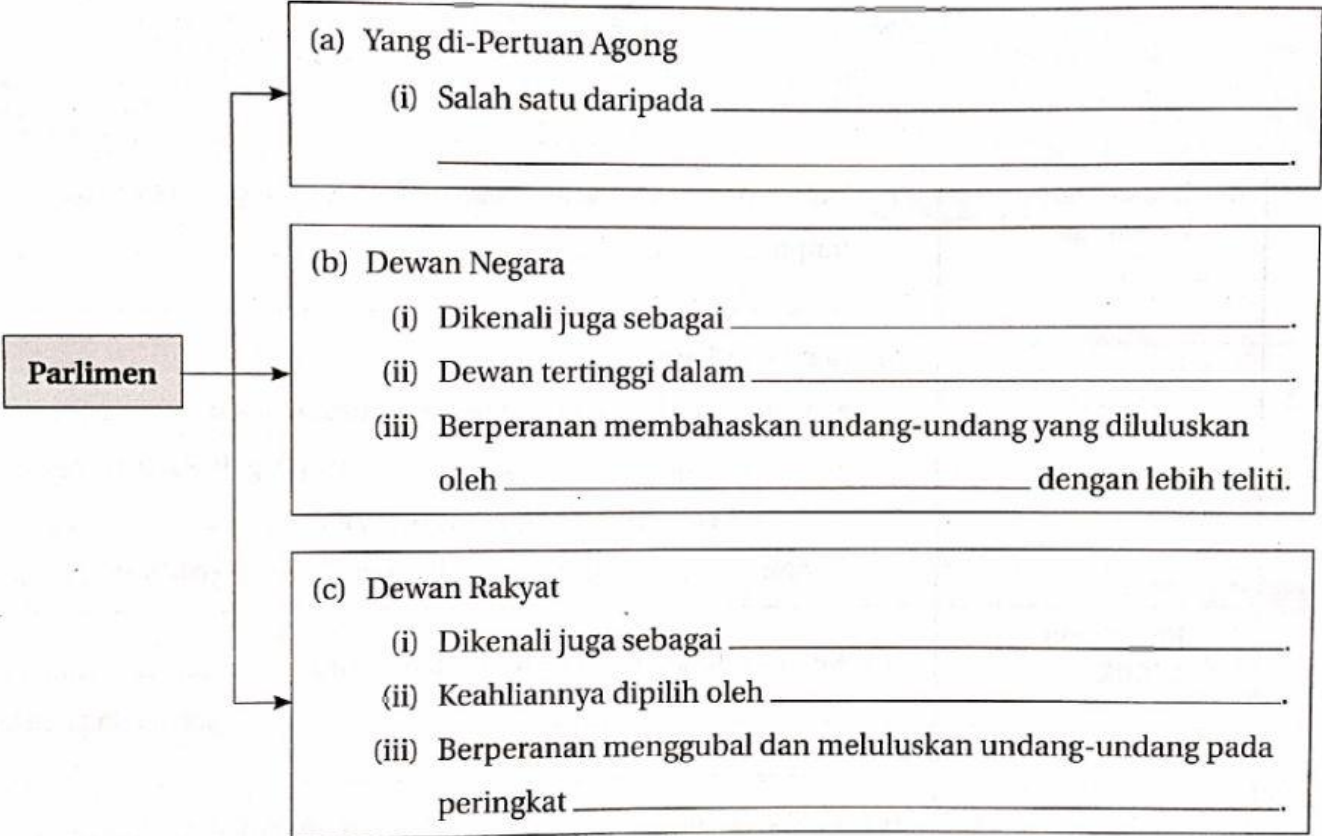 (a) Yang di-Pertuan Agong
(i) Salah satu daripada
.
(b) Dewan Negara
(i) Dikenali juga sebagai .
(ii) Dewan tertinggi dalam .
Parlimen
(iii) Berperanan membahaskan undang-undang yang diluluskan
oleh dengan lebih teliti.
(c) Dewan Rakyat
(i) Dikenali juga sebagai .
(ii) Keahliannya dipilih oleh .
(iii) Berperanan menggubal dan meluluskan undang-undang pada
peringkat .